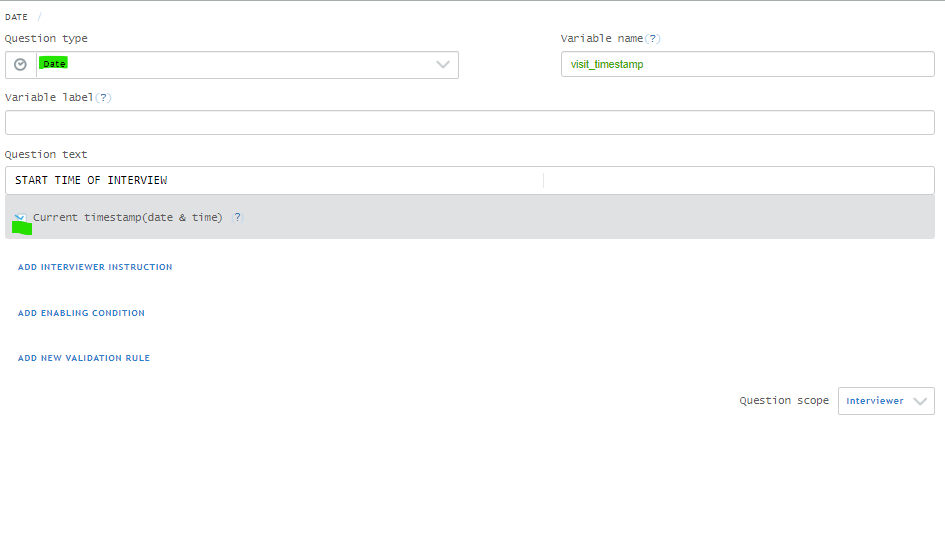 DATE /
Question type
Variable name(?)
Date
visit_timestamp
Variable label(?)
Question text
START TIME OF INTERVIEW
Current timestamp(date & time) (?)
ADD INTERVIEWER INSTRUCTION
ADD ENABLING CONDITION
ADD NEW VALIDATION RULE
Question scope Interviewer